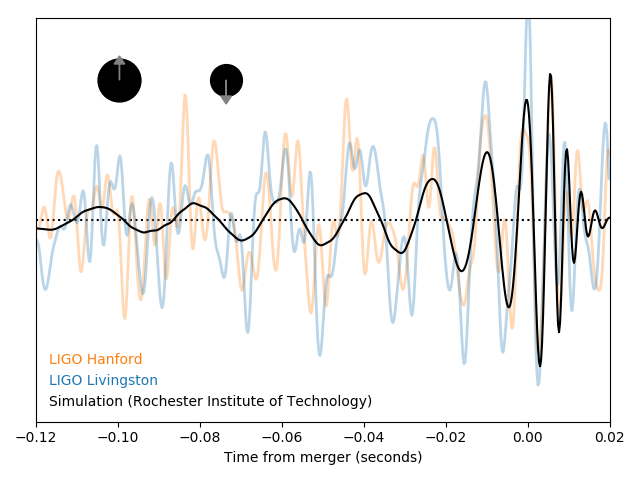 LIGO Hanford
LIGO Livingston
Simulation (Rochester Institute of Technology)
−0.12 −0.10 −0.08 −0.06 −0.04 −0.02 0.00 0.02
Time from merger (seconds)